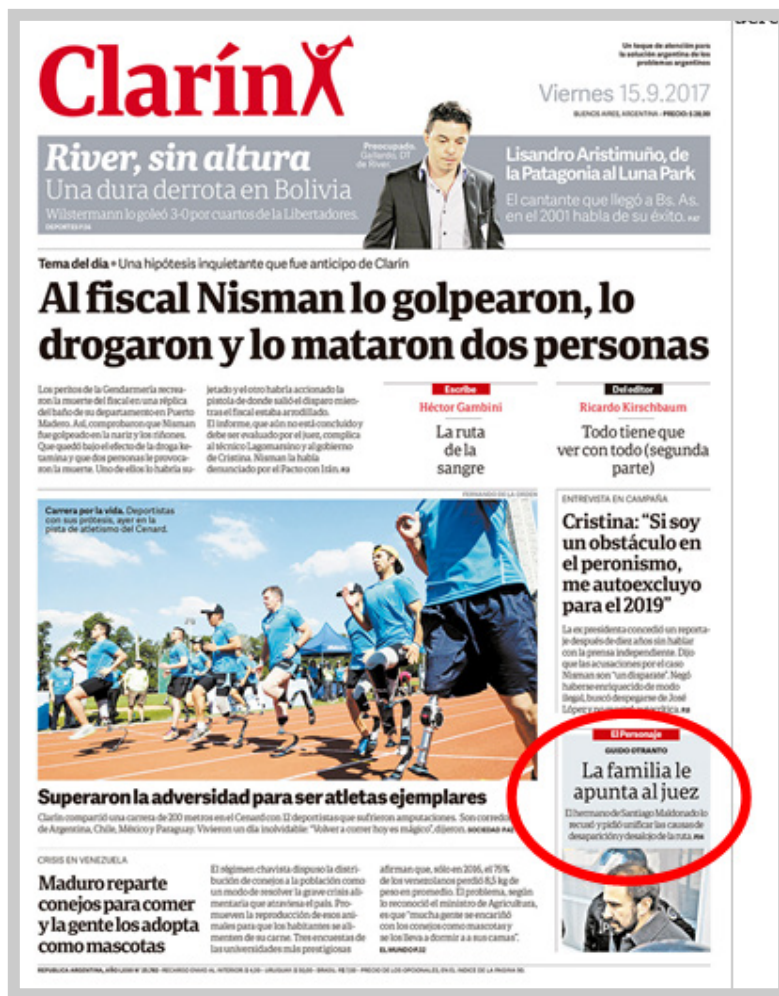 Clarín
Un toque de atención para
la solución argentina de los
problemas argentinos
Viernes 15.9.2017
BUENOS AIRES, ARGENTINA - PRECIO: $ 28,00
River, sin altura
Una dura derrota en Bolivia
Wilstermann lo goleó 3-0 por cuartos de la Libertadores.
DEPORTES P.54
Preocupado.
Gallardo, DT
de River.
Lisandro Aristimuño, de
la Patagonia al Luna Park
El cantante que llegó a Bs. As.
en el 2001 habla de su éxito.
Tema del día • Una hipótesis inquietante que fue anticipo de Clarín
Al fiscal Nisman lo golpearon, lo
drogaron y lo mataron dos personas
Los peritos de la Gendarmería recrea-
ron la muerte del fiscal en una réplica
del baño de su departamento en Puerto
Madero. Así, comprobaron que Nisman
fue golpeado en la nariz y los riñones.
Que quedó bajo el efecto de la droga ke-
tamina y que dos personas le provoca-
ron la muerte. Uno de ellos lo habría su-
jetado y el otro habría accionado la
pistola de donde salió el disparo mien-
tras el fiscal estaba arrodillado.
El informe, que aún no está concluido y
debe ser evaluado por el juez, complica
al técnico Lagomarsino y al gobierno
de Cristina. Nisman la había
denunciado por el Pacto con Irán. P.3
Escribe
Héctor Gambini
La ruta
de la
sangre
Del editor
Ricardo Kirschbaum
Todo tiene que
ver con todo (segunda
parte)
FERNANDO DE LA ORDEN
Carrera por la vida. Deportistas
con sus prótesis, ayer en la
pista de atletismo del Cenard.
ENTREVISTA EN CAMPAÑA
Cristina: “Si soy
un obstáculo en
el peronismo,
me autoexcluyo
para el 2019”
La ex presidenta concedió un reporta-
je después de diez años sin hablar
con la prensa independiente. Dijo
que las acusaciones por el caso
Nisman son “un disparate”. Negó
haberse enriquecido de modo
ilegal, buscó despegarse de José
López y
El Personaje
GUIDO OTRANTO
La familia le
apunta al juez
El hermano de Santiago Maldonado lo
recusó y pidió unificar las causas de
desaparición y desalojo de la ruta.
Superaron la adversidad para ser atletas ejemplares
Clarín compartió una carrera de 200 metros en el Cenard con 12 deportistas que sufrieron amputaciones. Son corredores
de Argentina, Chile, México y Paraguay. Vivieron un día inolvidable: “Volver a correr hoy es mágico”, dijeron. SOCIEDAD
CRISIS EN VENEZUELA
Maduro reparte
conejos para comer
y la gente los adopta
como mascotas
El régimen chavista dispuso la distri-
bución de conejos a la población como
un modo de resolver la grave crisis ali-
mentaria que atraviesa el país. Pro-
mueven la reproducción de esos ani-
males para que los habitantes se ali-
menten de su carne. Tres encuestas de
las universidades más prestigiosas
afirman que, sólo en 2016, el 75%
de los venezolanos perdió 8,5 kg de
peso en promedio. El problema, según
lo reconoció el ministro de Agricultura,
es que “mucha gente se encariñó
con los conejos como mascotas y
se los lleva a dormir a a sus camas”.
EL MUNDO P.32